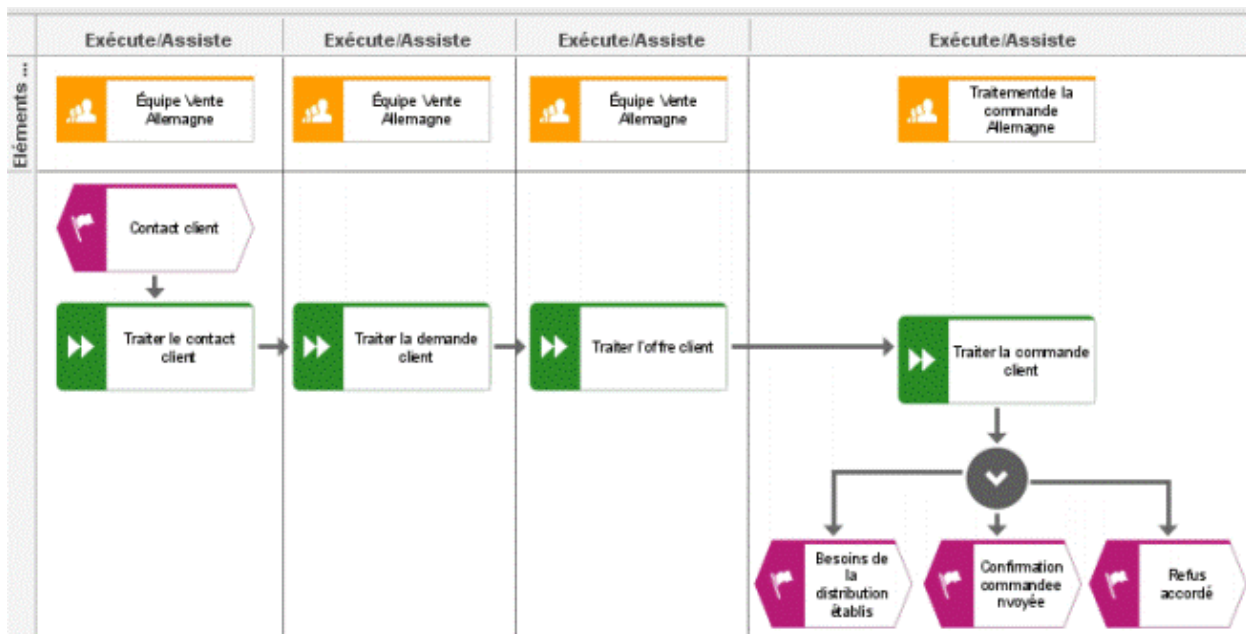 Exécute/Assiste
Exécute/Assiste
Exécute/Assiste
Exécute/Assiste
Eléments ...
Équipe Vente
Allemagne
Équipe Vente
Allemagne
Équipe Vente
Allemagne
Traitementde la
commande
Allemagne
Contact client
Traiter le contact
client
Traiter la demande
client
Traiter l'offre client
Traiter la commande
client
Besoins de
la
distribution
établis
Confirmation
commandee
nvoyée
Refus
accordé